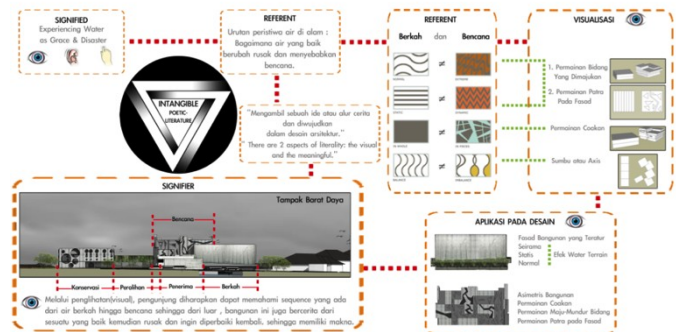 SIGNIFIED
Experiencing Water
as Grace & Disaster
REFERENT
Urutan peristiwa air di alam :
Bagaimana air yang baik
berubah rusak dan menyebabkan
bencana.
INTANGIBLE
POETIC-
LITERATURE
"Mengambil sebuah ide atau alur cerita
dan diwujudkan
dalam desain arsitektur."
"There are 2 aspects of literality: the visual
and the meaningful."
REFERENT
Berkah dan Bencana
VISUALISASI
1. Permainan Bidang
Yang Dimajukan
2. Permainan Patra
Pada Fasad
Permainan Coakan
Sumbu atau Axis
SIGNIFIER
Tampak Barat Daya
Bencana
Konservasi
Peralihan
Penerima
Berkah
Melalui penglihatan(visual), pengunjung diharapkan dapat memahami sequence yang ada
dari air berkah hingga bencana sehingga dari luar , bangunan ini juga bercerita dari
sesuatu yang baik kemudian rusak dan ingin diperbaiki kembali. sehingga memiliki makna.
APLIKASI PADA DESAIN
Fasad Bangunan yang Teratur
Seirama
Statis
Normal
Efek Water Terrain
Asimetris Bangunan
Permainan Coakan
Permainan Maju-Mundur Bidang
Permainan Patra pada Fasad